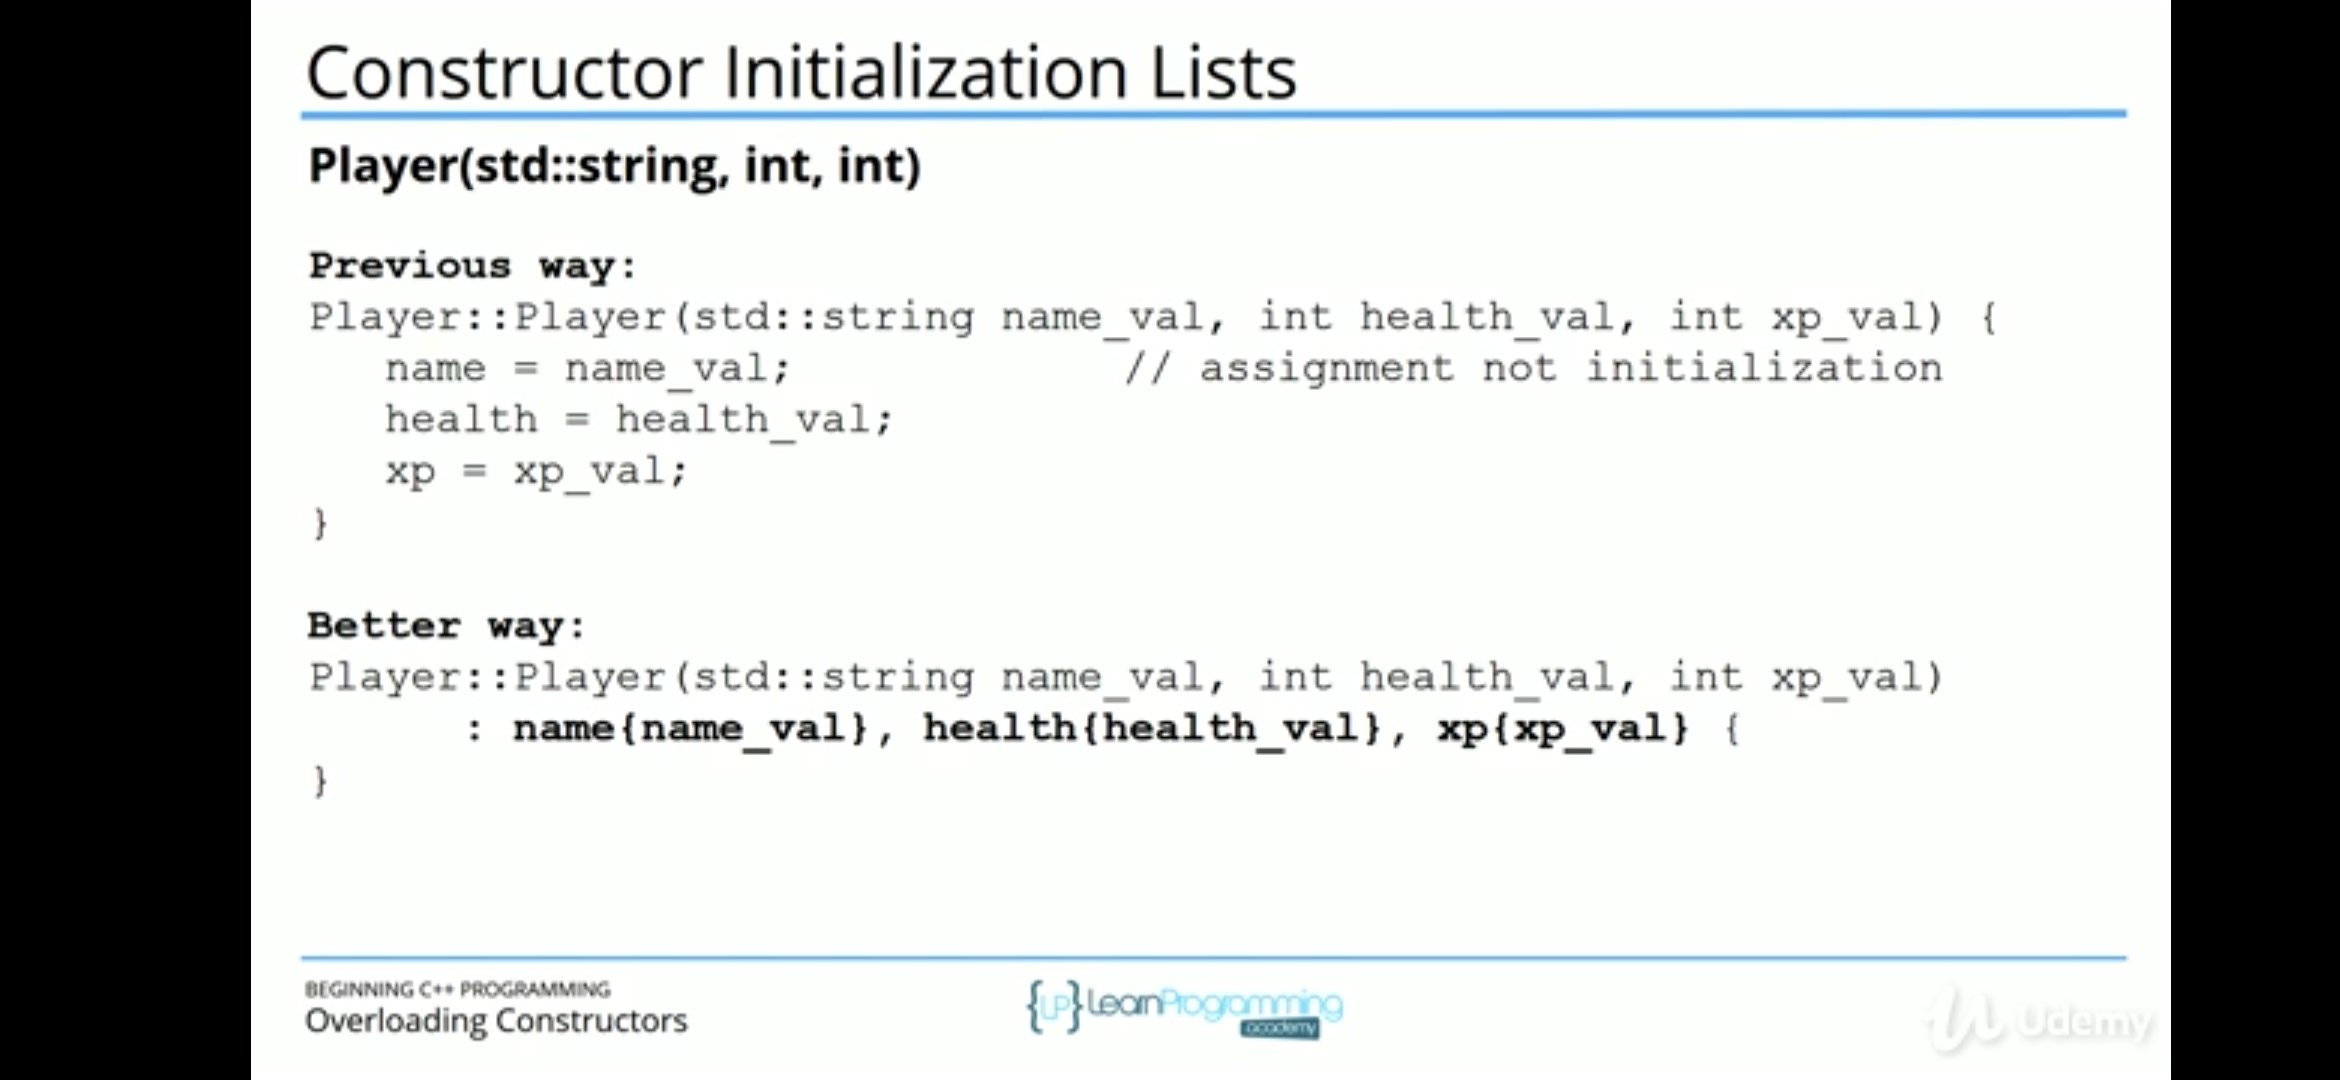 Constructor Initialization Lists
Player(std::string, int, int)
Previous way:
Player::Player(std::string name_val, int health_val, int xp_val) {
   name = name_val;             // assignment not initialization
   health = health_val;
   xp = xp_val;
}
Better way:
Player::Player(std::string name_val, int health_val, int xp_val)
      : name{name_val}, health{health_val}, xp{xp_val} {
}
BEGINNING C++ PROGRAMMING
Overloading Constructors
{LP} LearnProgramming
academy
Udemy